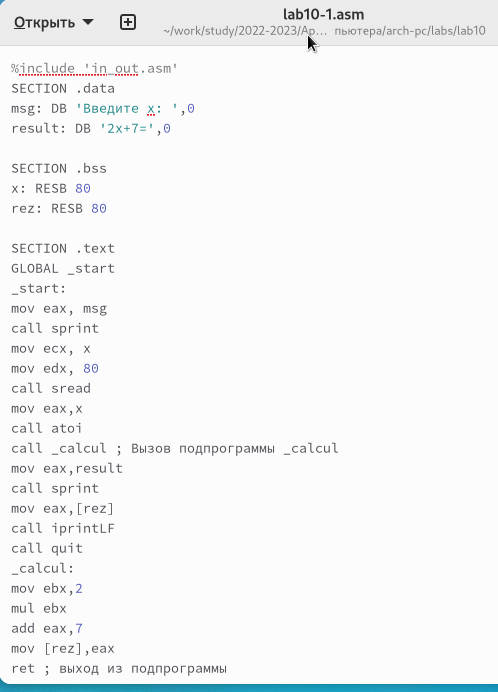 Открыть
lab10-1.asm
~/work/study/2022-2023/Ар… пьютера/arch-pc/labs/lab10
%include 'in_out.asm'
SECTION .data
msg: DB 'Введите x: ',0
result: DB '2x+7=',0
SECTION .bss
x: RESB 80
rez: RESB 80
SECTION .text
GLOBAL _start
_start:
mov eax, msg
call sprint
mov ecx, x
mov edx, 80
call sread
mov eax,x
call atoi
call _calcul ; Вызов подпрограммы _calcul
mov eax,result
call sprint
mov eax,[rez]
call iprintLF
call quit
_calcul:
mov ebx,2
mul ebx
add eax,7
mov [rez],eax
ret ; выход из подпрограммы